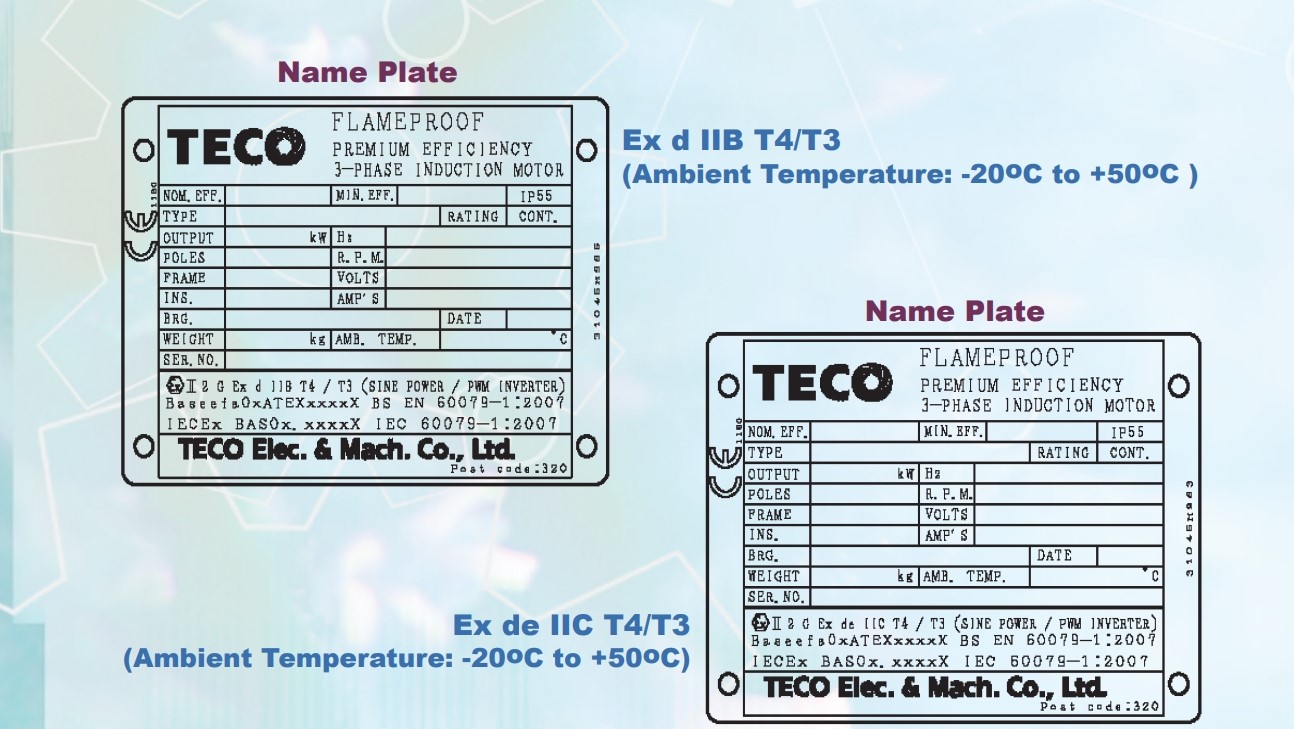 Name Plate
TECO
FLAMEPROOF
PREMIUM EFFICIENCY
3-PHASE INDUCTION MOTOR
NOM. EFF. MIN. EFF. IP55
TYPE RATING CONT.
OUTPUT kW Hz
POLES R.P.M.
FRAME VOLTS
INS. AMP'S
BRG. DATE
WEIGHT kg AMB. TEMP. °C
SER. NO.
II 2 G Ex d IIB T4 / T3 (SINE POWER / PWM INVERTER)
Baseefa0xATEXxxxxX BS EN 60079-1:2007
IECEx BAS0x.xxxxX IEC 60079-1:2007
TECO Elec. & Mach. Co., Ltd.
Post code:320
CE
1180
Ex d IIB T4/T3
(Ambient Temperature: -20ºC to +50ºC )
Name Plate
TECO
FLAMEPROOF
PREMIUM EFFICIENCY
3-PHASE INDUCTION MOTOR
NOM. EFF. MIN. EFF. IP55
TYPE RATING CONT.
OUTPUT kW Hz
POLES R.P.M.
FRAME VOLTS
INS. AMP'S
BRG. DATE
WEIGHT kg AMB. TEMP. °C
SER. NO.
II 2 G Ex de IIC T4 / T3 (SINE POWER / PWM INVERTER)
Baseefa0xATEXxxxxX BS EN 60079-1:2007
IECEx BAS0x.xxxxX IEC 60079-1:2007
TECO Elec. & Mach. Co., Ltd.
Post code:320
CE
1180
Ex de IIC T4/T3
(Ambient Temperature: -20ºC to +50ºC)